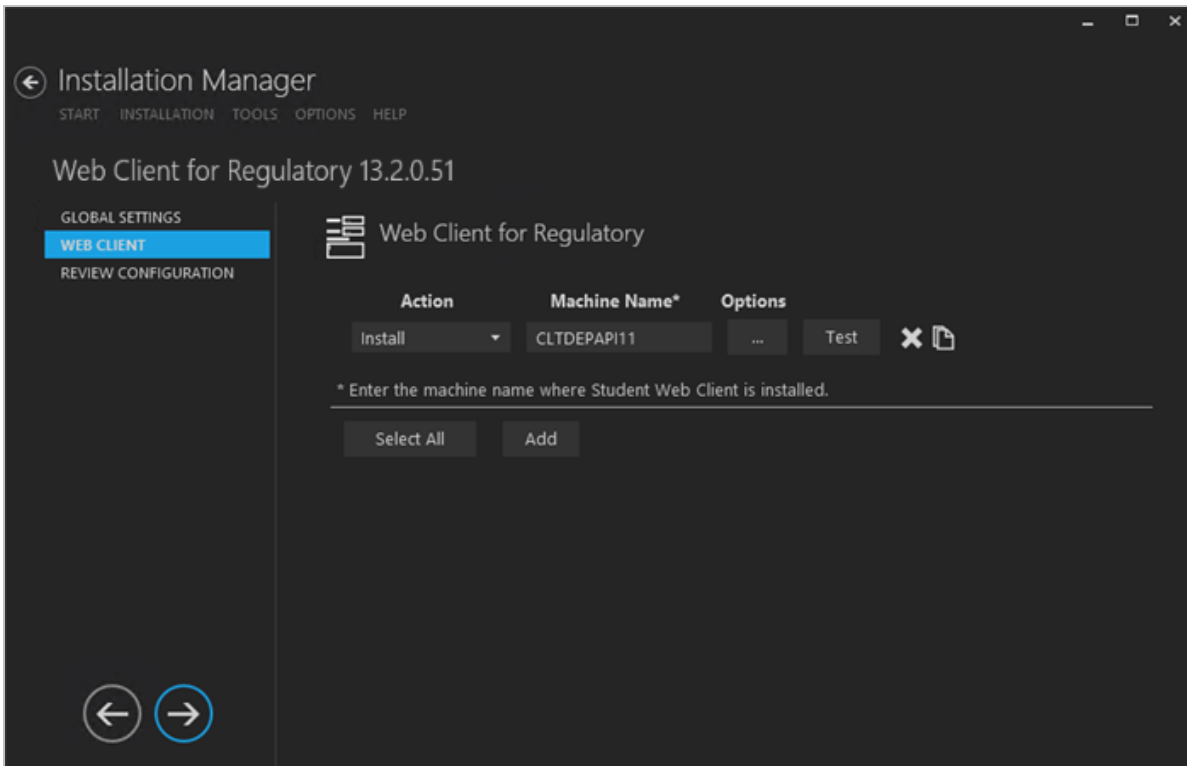 Installation Manager
START INSTALLATION TOOLS OPTIONS HELP
Web Client for Regulatory 13.2.0.51
GLOBAL SETTINGS
WEB CLIENT
REVIEW CONFIGURATION
Web Client for Regulatory
Action Machine Name* Options
Install CLTDEPAPI11 ... Test
* Enter the machine name where Student Web Client is installed.
Select All Add